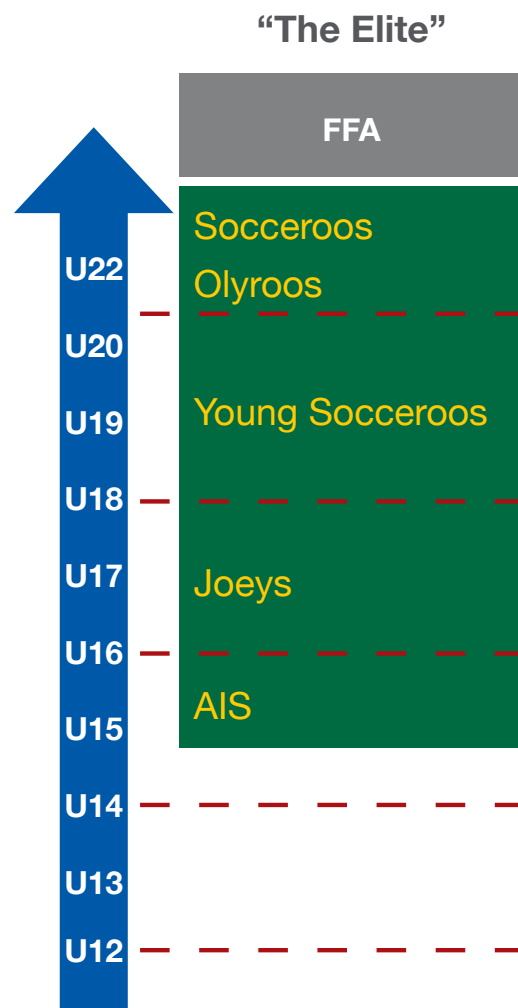 “The Elite”
FFA
Socceroos
U22
Olyroos
U20
U19
Young Socceroos
U18
U17
Joeys
U16
AIS
U15
U14
U13
U12